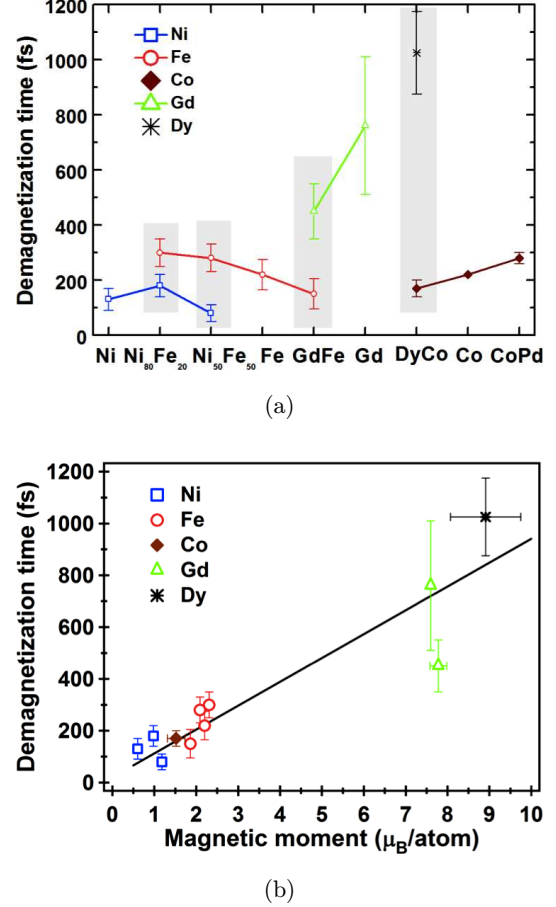 Demagnetization time (fs)
1200
1000
800
600
400
200
0
Ni
Fe
Co
Gd
Dy
Ni Ni₈₀Fe₂₀ Ni₅₀Fe₅₀ Fe GdFe Gd DyCo Co CoPd
(a)
Demagnetization time (fs)
1200
1000
800
600
400
200
0
Ni
Fe
Co
Gd
Dy
0 1 2 3 4 5 6 7 8 9 10
Magnetic moment (μ_B/atom)
(b)